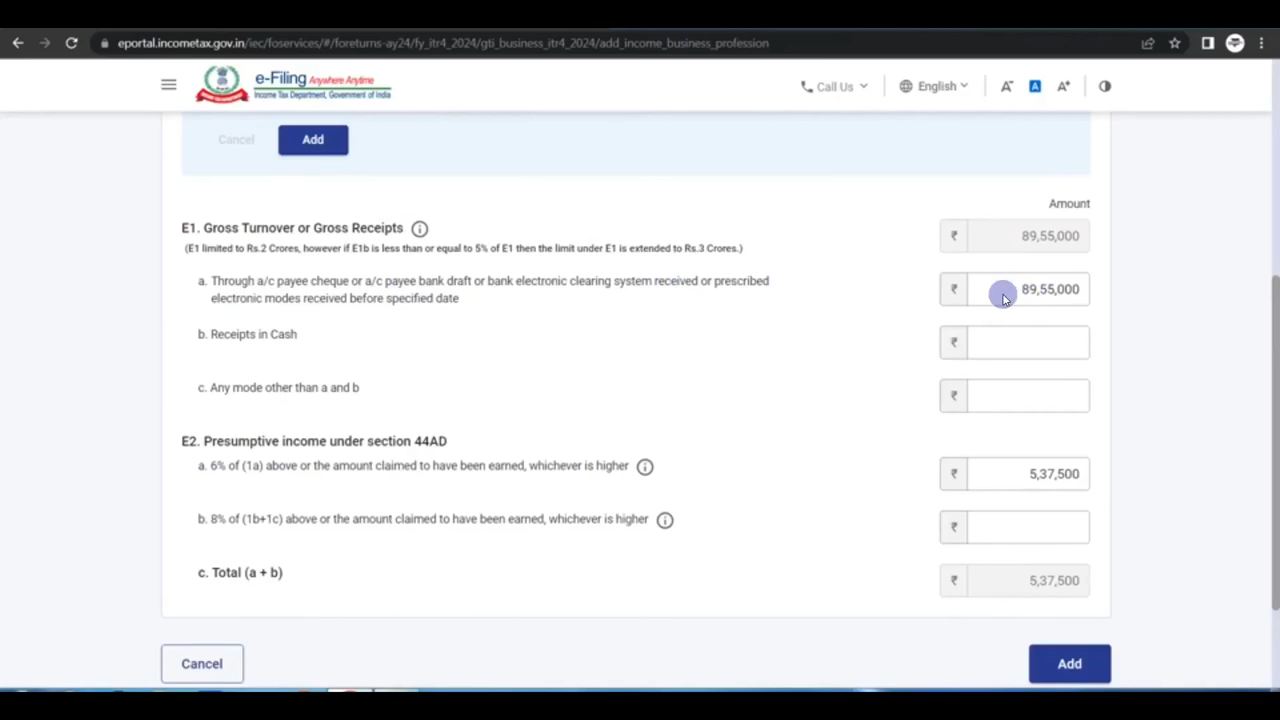 eportal.incometax.gov.in/iec/foservices/#/foreturns-ay24/fy_itr4_2024/gti_business_itr4_2024/add_income_business_profession
e-Filing Anywhere Anytime
Income Tax Department, Government of India
Call Us
English
A-
A
A+
Cancel
Add
Amount
E1. Gross Turnover or Gross Receipts
₹ 89,55,000
(E1 limited to Rs.2 Crores, however if E1b is less than or equal to 5% of E1 then the limit under E1 is extended to Rs.3 Crores.)
a. Through a/c payee cheque or a/c payee bank draft or bank electronic clearing system received or prescribed
electronic modes received before specified date
₹ 89,55,000
b. Receipts in Cash
₹
c. Any mode other than a and b
₹
E2. Presumptive income under section 44AD
a. 6% of (1a) above or the amount claimed to have been earned, whichever is higher
₹ 5,37,500
b. 8% of (1b+1c) above or the amount claimed to have been earned, whichever is higher
₹
c. Total (a + b)
₹ 5,37,500
Cancel
Add